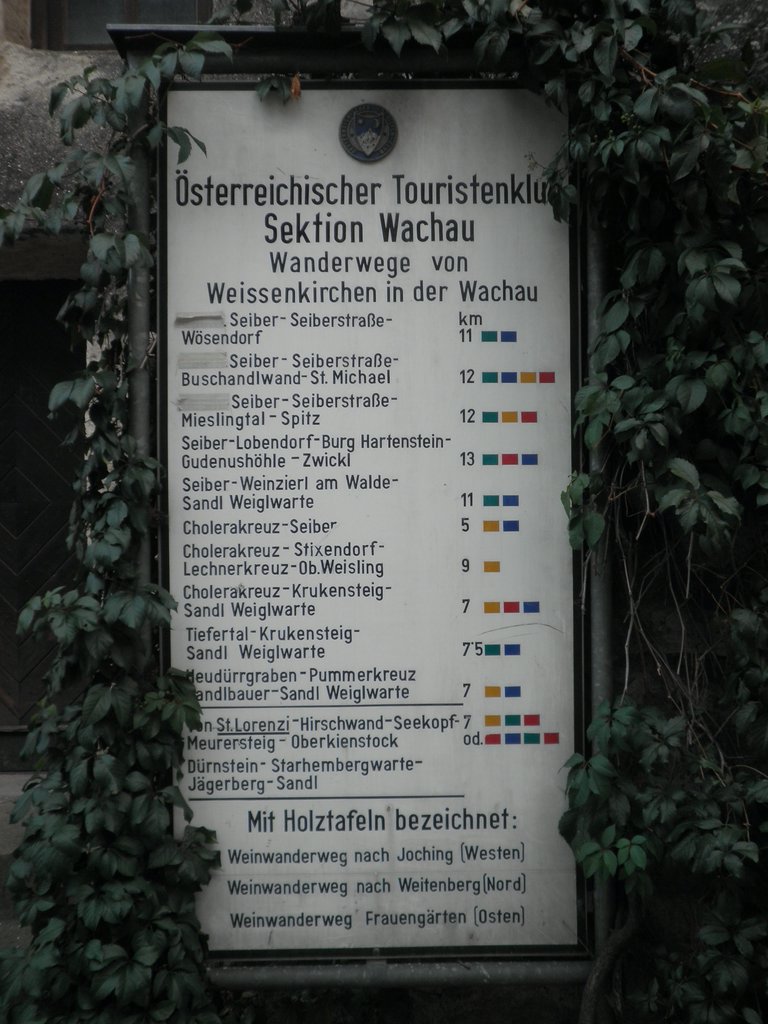 Österreichischer Touristenklu
Sektion Wachau
Wanderwege von
Weissenkirchen in der Wachau
km
Seiber-Seiberstraße-
Wösendorf 11
Seiber-Seiberstraße-
Buschandlwand-St. Michael 12
Seiber-Seiberstraße-
Mieslingtal-Spitz 12
Seiber-Lobendorf-Burg Hartenstein-
Gudenushöhle-Zwickl 13
Seiber-Weinzierl am Walde-
Sandl Weiglwarte 11
Cholerakreuz-Seiber 5
Cholerakreuz-Stixendorf-
Lechnerkreuz-Ob.Weisling 9
Cholerakreuz-Krukensteig-
Sandl Weiglwarte 7
Tiefertal-Krukensteig-
Sandl Weiglwarte 7˙5
eudürrgraben-Pummerkreuz
andlbauer-Sandl Weiglwarte 7
on St.Lorenzi-Hirschwand-Seekopf- 7
Meurersteig-Oberkienstock od.
Dürnstein-Starhembergwarte-
Jägerberg-Sandl
Mit Holztafeln bezeichnet:
Weinwanderweg nach Joching (Westen)
Weinwanderweg nach Weitenberg (Nord)
Weinwanderweg Frauengärten (Osten)